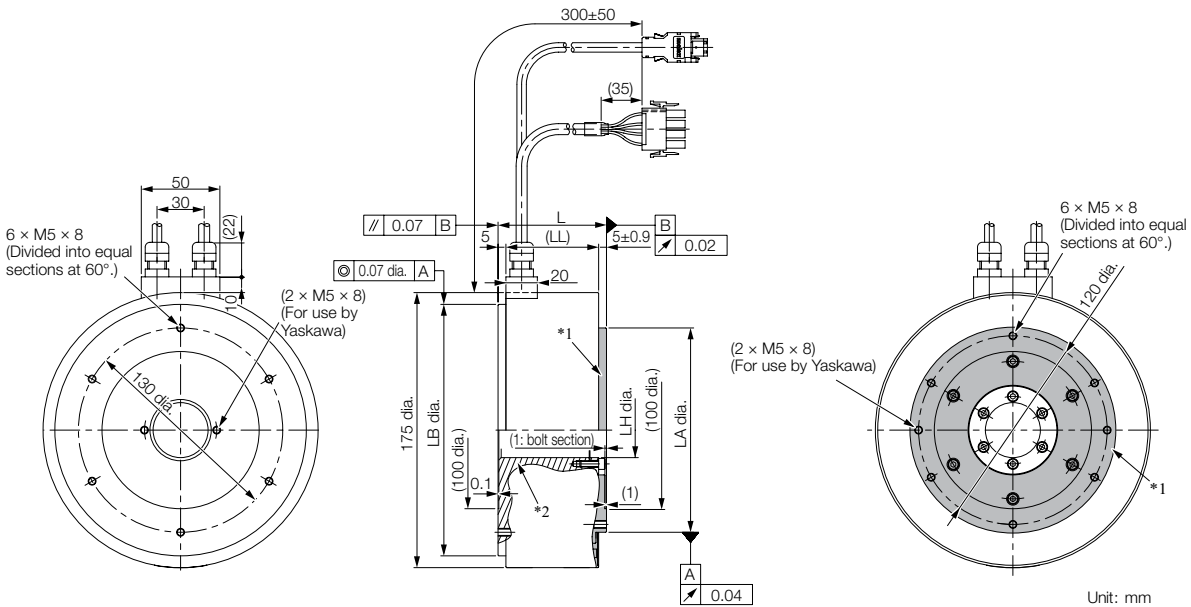 300±50
(35)
50
30
(22)
10
6 × M5 × 8
(Divided into equal
sections at 60°.)
(2 × M5 × 8)
(For use by
Yaskawa)
130 dia.
// 0.07 B
L
5
(LL)
5±0.9
B
↗ 0.02
◎ 0.07 dia. A
20
*1
175 dia.
LB dia.
(100 dia.)
0.1
(1: bolt section)
*2
LH dia.
(100 dia.)
LA dia.
(1)
A
↗ 0.04
6 × M5 × 8
(Divided into equal
sections at 60°.)
120 dia.
(2 × M5 × 8)
(For use by Yaskawa)
*1
Unit: mm